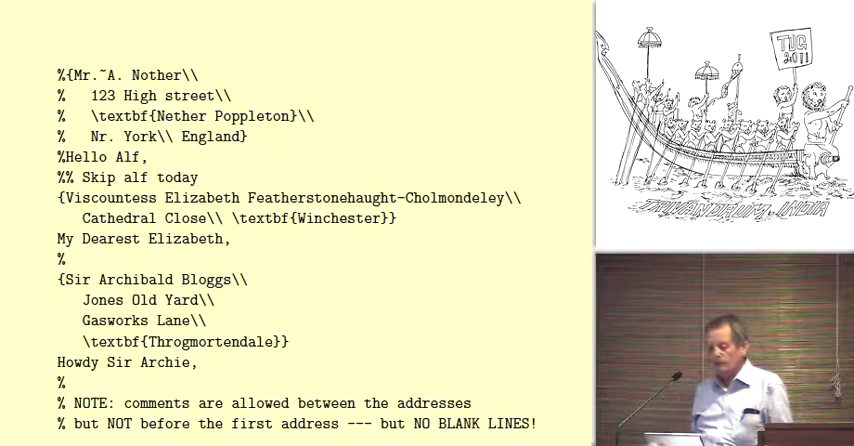 %{Mr.~A. Nother\\
%   123 High street\\
%   \textbf{Nether Poppleton}\\
%   Nr. York\\ England}
%Hello Alf,
%% Skip alf today
{Viscountess Elizabeth Featherstonehaught-Cholmondeley\\
   Cathedral Close\\ \textbf{Winchester}}
My Dearest Elizabeth,
%
{Sir Archibald Bloggs\\
   Jones Old Yard\\
   Gasworks Lane\\
   \textbf{Throgmortendale}}
Howdy Sir Archie,
%
% NOTE: comments are allowed between the addresses
% but NOT before the first address --- but NO BLANK LINES!
TUG
2011
TRIVANDRUM, INDIA